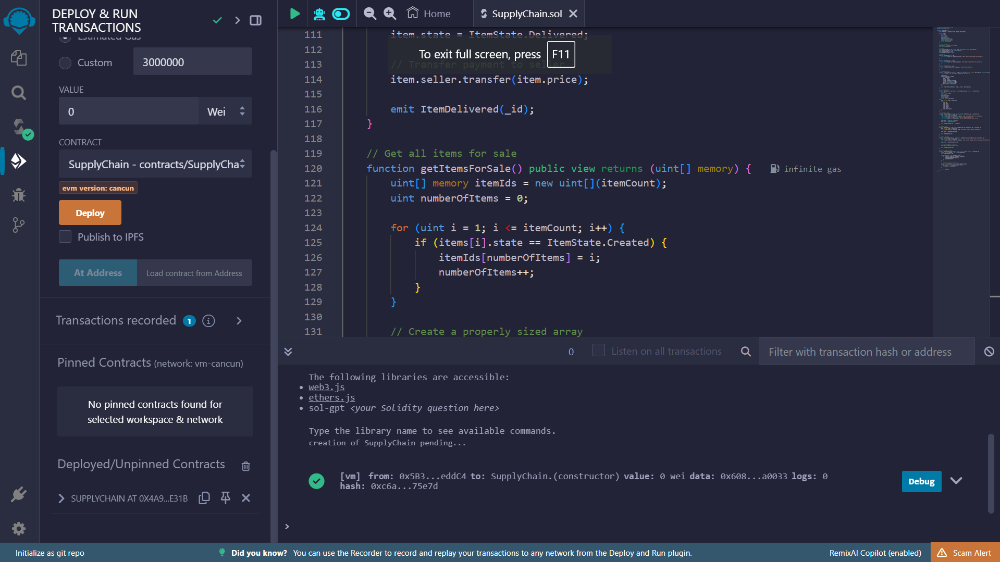 DEPLOY & RUN
TRANSACTIONS
Estimated Gas
Custom
3000000
VALUE
0
Wei
CONTRACT
SupplyChain - contracts/SupplyCha
evm version: cancun
Deploy
Publish to IPFS
At Address
Load contract from Address
Transactions recorded 1
Pinned Contracts (network: vm-cancun)
No pinned contracts found for
selected workspace & network
Deployed/Unpinned Contracts
SUPPLYCHAIN AT 0X4A9...E31B
Home
SupplyChain.sol
To exit full screen, press F11
111 item.state = ItemState.Delivered;
112
113 // Transfer payment to seller
114 item.seller.transfer(item.price);
115
116 emit ItemDelivered(_id);
117 }
118
119 // Get all items for sale
120 function getItemsForSale() public view returns (uint[] memory) { infinite gas
121 uint[] memory itemIds = new uint[](itemCount);
122 uint numberOfItems = 0;
123
124 for (uint i = 1; i <= itemCount; i++) {
125 if (items[i].state == ItemState.Created) {
126 itemIds[numberOfItems] = i;
127 numberOfItems++;
128 }
129 }
130
131 // Create a properly sized array
0
Listen on all transactions
Filter with transaction hash or address
The following libraries are accessible:
• web3.js
• ethers.js
• sol-gpt <your Solidity question here>
Type the library name to see available commands.
creation of SupplyChain pending...
[vm] from: 0x5B3...eddC4 to: SupplyChain.(constructor) value: 0 wei data: 0x608...a0033 logs: 0
hash: 0xc6a...75e7d
Debug
>
Initialize as git repo
Did you know? You can use the Recorder to record and replay your transactions to any network from the Deploy and Run plugin.
RemixAI Copilot (enabled)
Scam Alert